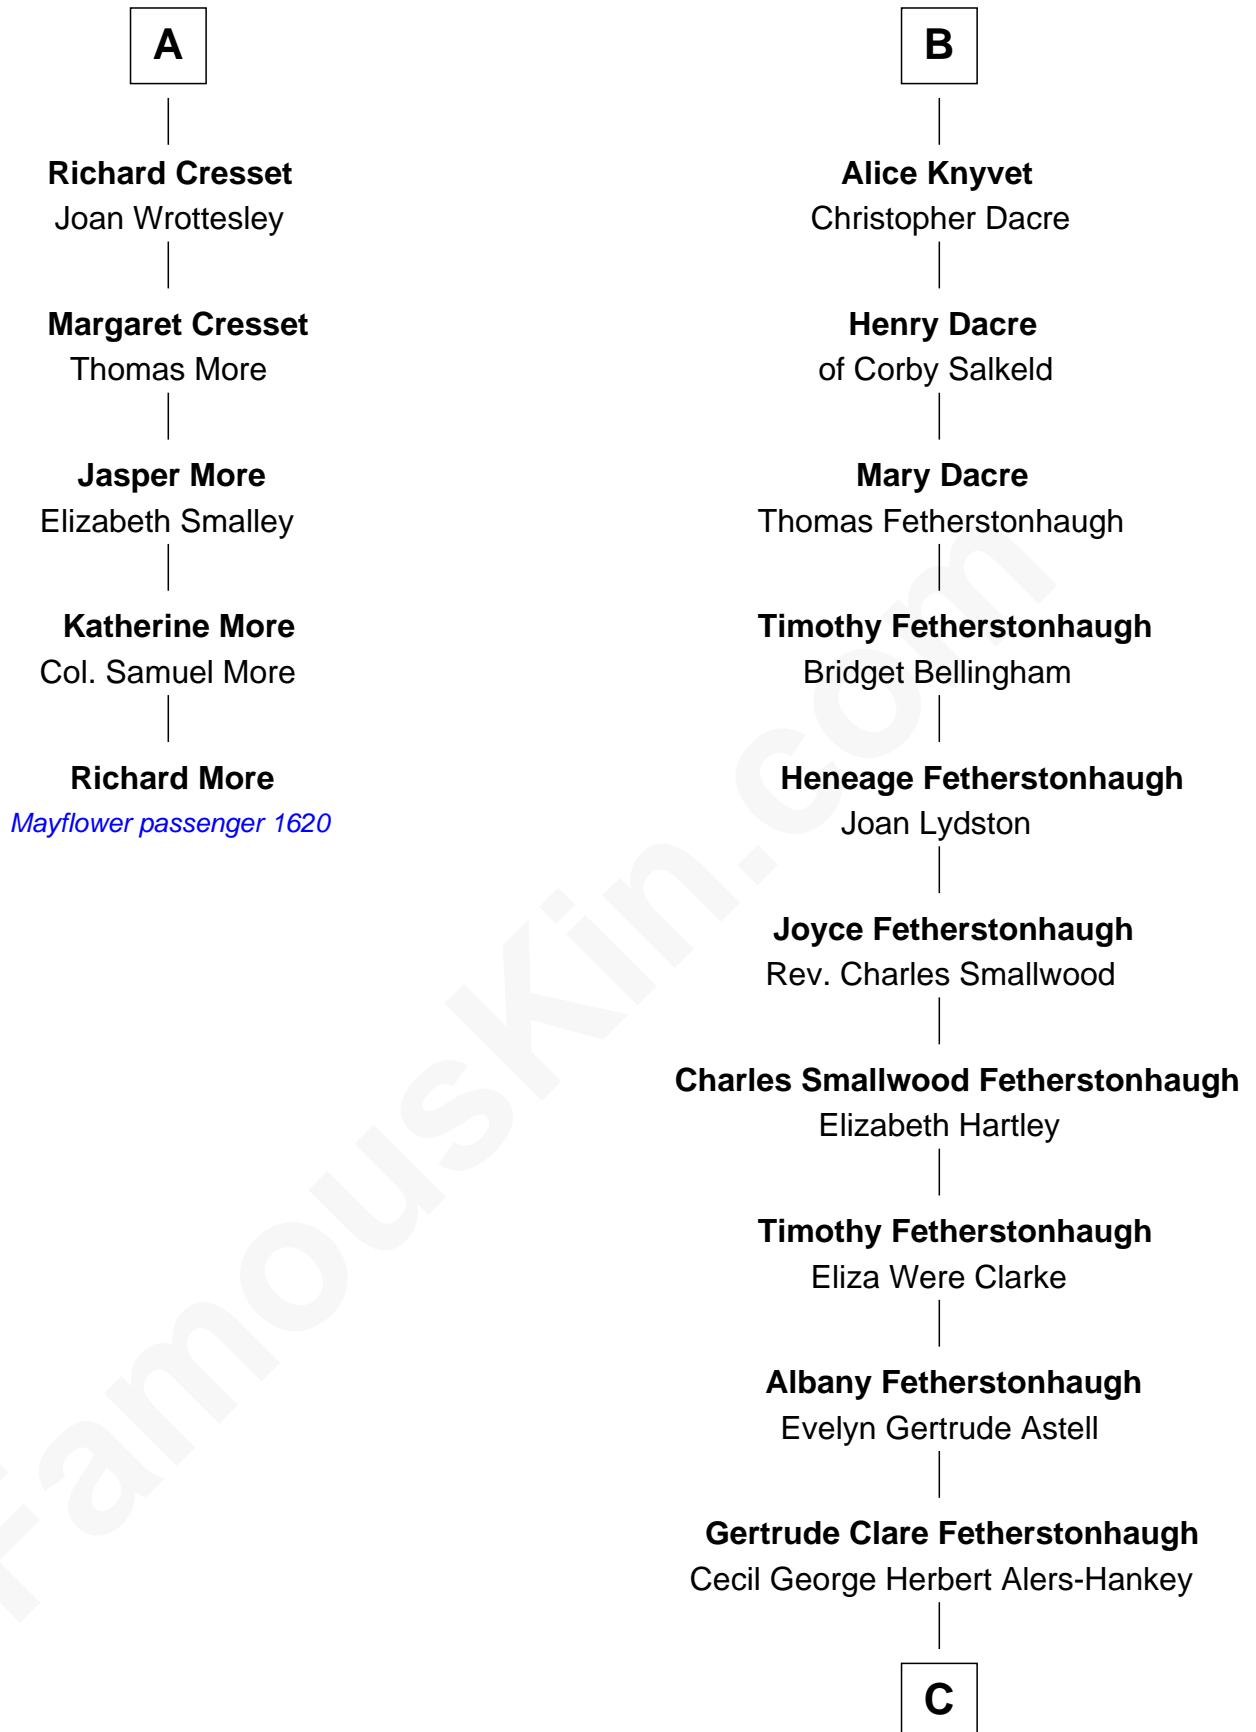 A
Richard Cresset
Joan Wrottesley
Margaret Cresset
Thomas More
Jasper More
Elizabeth Smalley
Katherine More
Col. Samuel More
Richard More
Mayflower passenger 1620
B
Alice Knyvet
Christopher Dacre
Henry Dacre
of Corby Salkeld
Mary Dacre
Thomas Fetherstonhaugh
Timothy Fetherstonhaugh
Bridget Bellingham
Heneage Fetherstonhaugh
Joan Lydston
Joyce Fetherstonhaugh
Rev. Charles Smallwood
Charles Smallwood Fetherstonhaugh
Elizabeth Hartley
Timothy Fetherstonhaugh
Eliza Were Clarke
Albany Fetherstonhaugh
Evelyn Gertrude Astell
Gertrude Clare Fetherstonhaugh
Cecil George Herbert Alers-Hankey
C
FamousKin.com